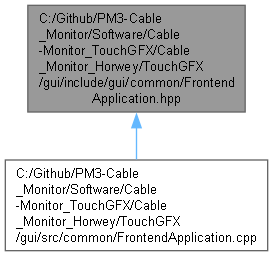 C:/Github/PM3-Cable
_Monitor/Software/Cable
-Monitor_TouchGFX/Cable
_Monitor_Horwey/TouchGFX
/gui/include/gui/common/Frontend
Application.hpp
C:/Github/PM3-Cable
_Monitor/Software/Cable
-Monitor_TouchGFX/Cable
_Monitor_Horwey/TouchGFX
/gui/src/common/FrontendApplication.cpp